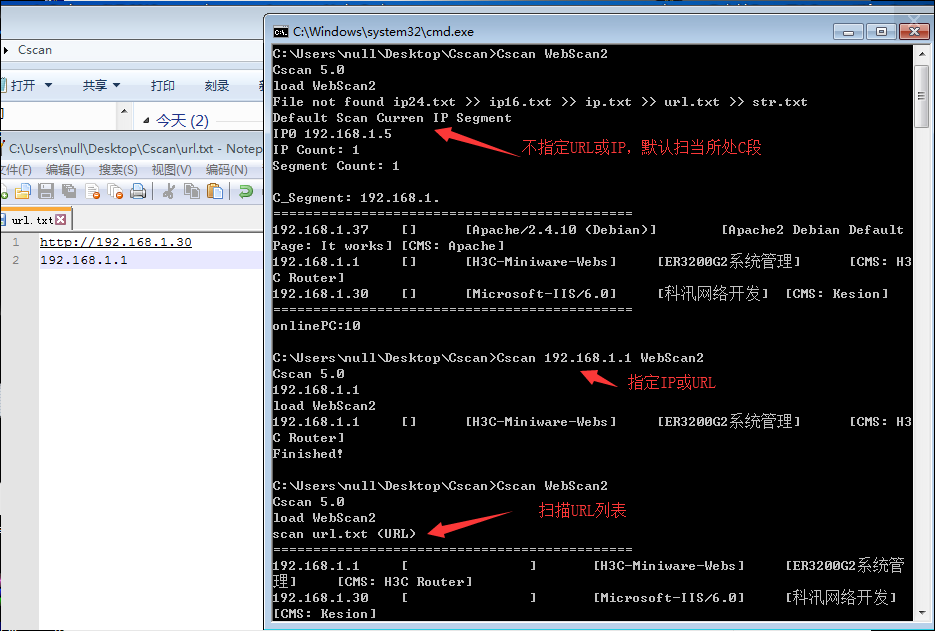 Cscan
打开 共享 打印 刻录
今天 (2)
C:\Users\null\Desktop\Cscan\url.txt - Notep
文件(F) 编辑(E) 搜索(S) 视图(V) 编码(N)
url.txt
1 http://192.168.1.30
2 192.168.1.1
C:\Windows\system32\cmd.exe
C:\Users\null\Desktop\Cscan>Cscan WebScan2
Cscan 5.0
load WebScan2
File not found ip24.txt >> ip16.txt >> ip.txt >> url.txt >> str.txt
Default Scan Curren IP Segment
IP0 192.168.1.5
不指定URL或IP，默认扫当所处C段
IP Count: 1
Segment Count: 1
C_Segment: 192.168.1.
=============================================
192.168.1.37 [] [Apache/2.4.10 (Debian)] [Apache2 Debian Default
Page: It works] [CMS: Apache]
192.168.1.1 [] [H3C-Miniware-Webs] [ER3200G2系统管理] [CMS: H3
C Router]
192.168.1.30 [] [Microsoft-IIS/6.0] [科汛网络开发] [CMS: Kesion]
=============================================
onlinePC:10
C:\Users\null\Desktop\Cscan>Cscan 192.168.1.1 WebScan2
Cscan 5.0
指定IP或URL
192.168.1.1
load WebScan2
192.168.1.1 [] [H3C-Miniware-Webs] [ER3200G2系统管理] [CMS: H3
C Router]
Finished!
C:\Users\null\Desktop\Cscan>Cscan WebScan2
Cscan 5.0
扫描URL列表
load WebScan2
scan url.txt (URL)
=============================================
192.168.1.1 [ ] [H3C-Miniware-Webs] [ER3200G2系统管
理] [CMS: H3C Router]
192.168.1.30 [ ] [Microsoft-IIS/6.0] [科汛网络开发]
[CMS: Kesion]